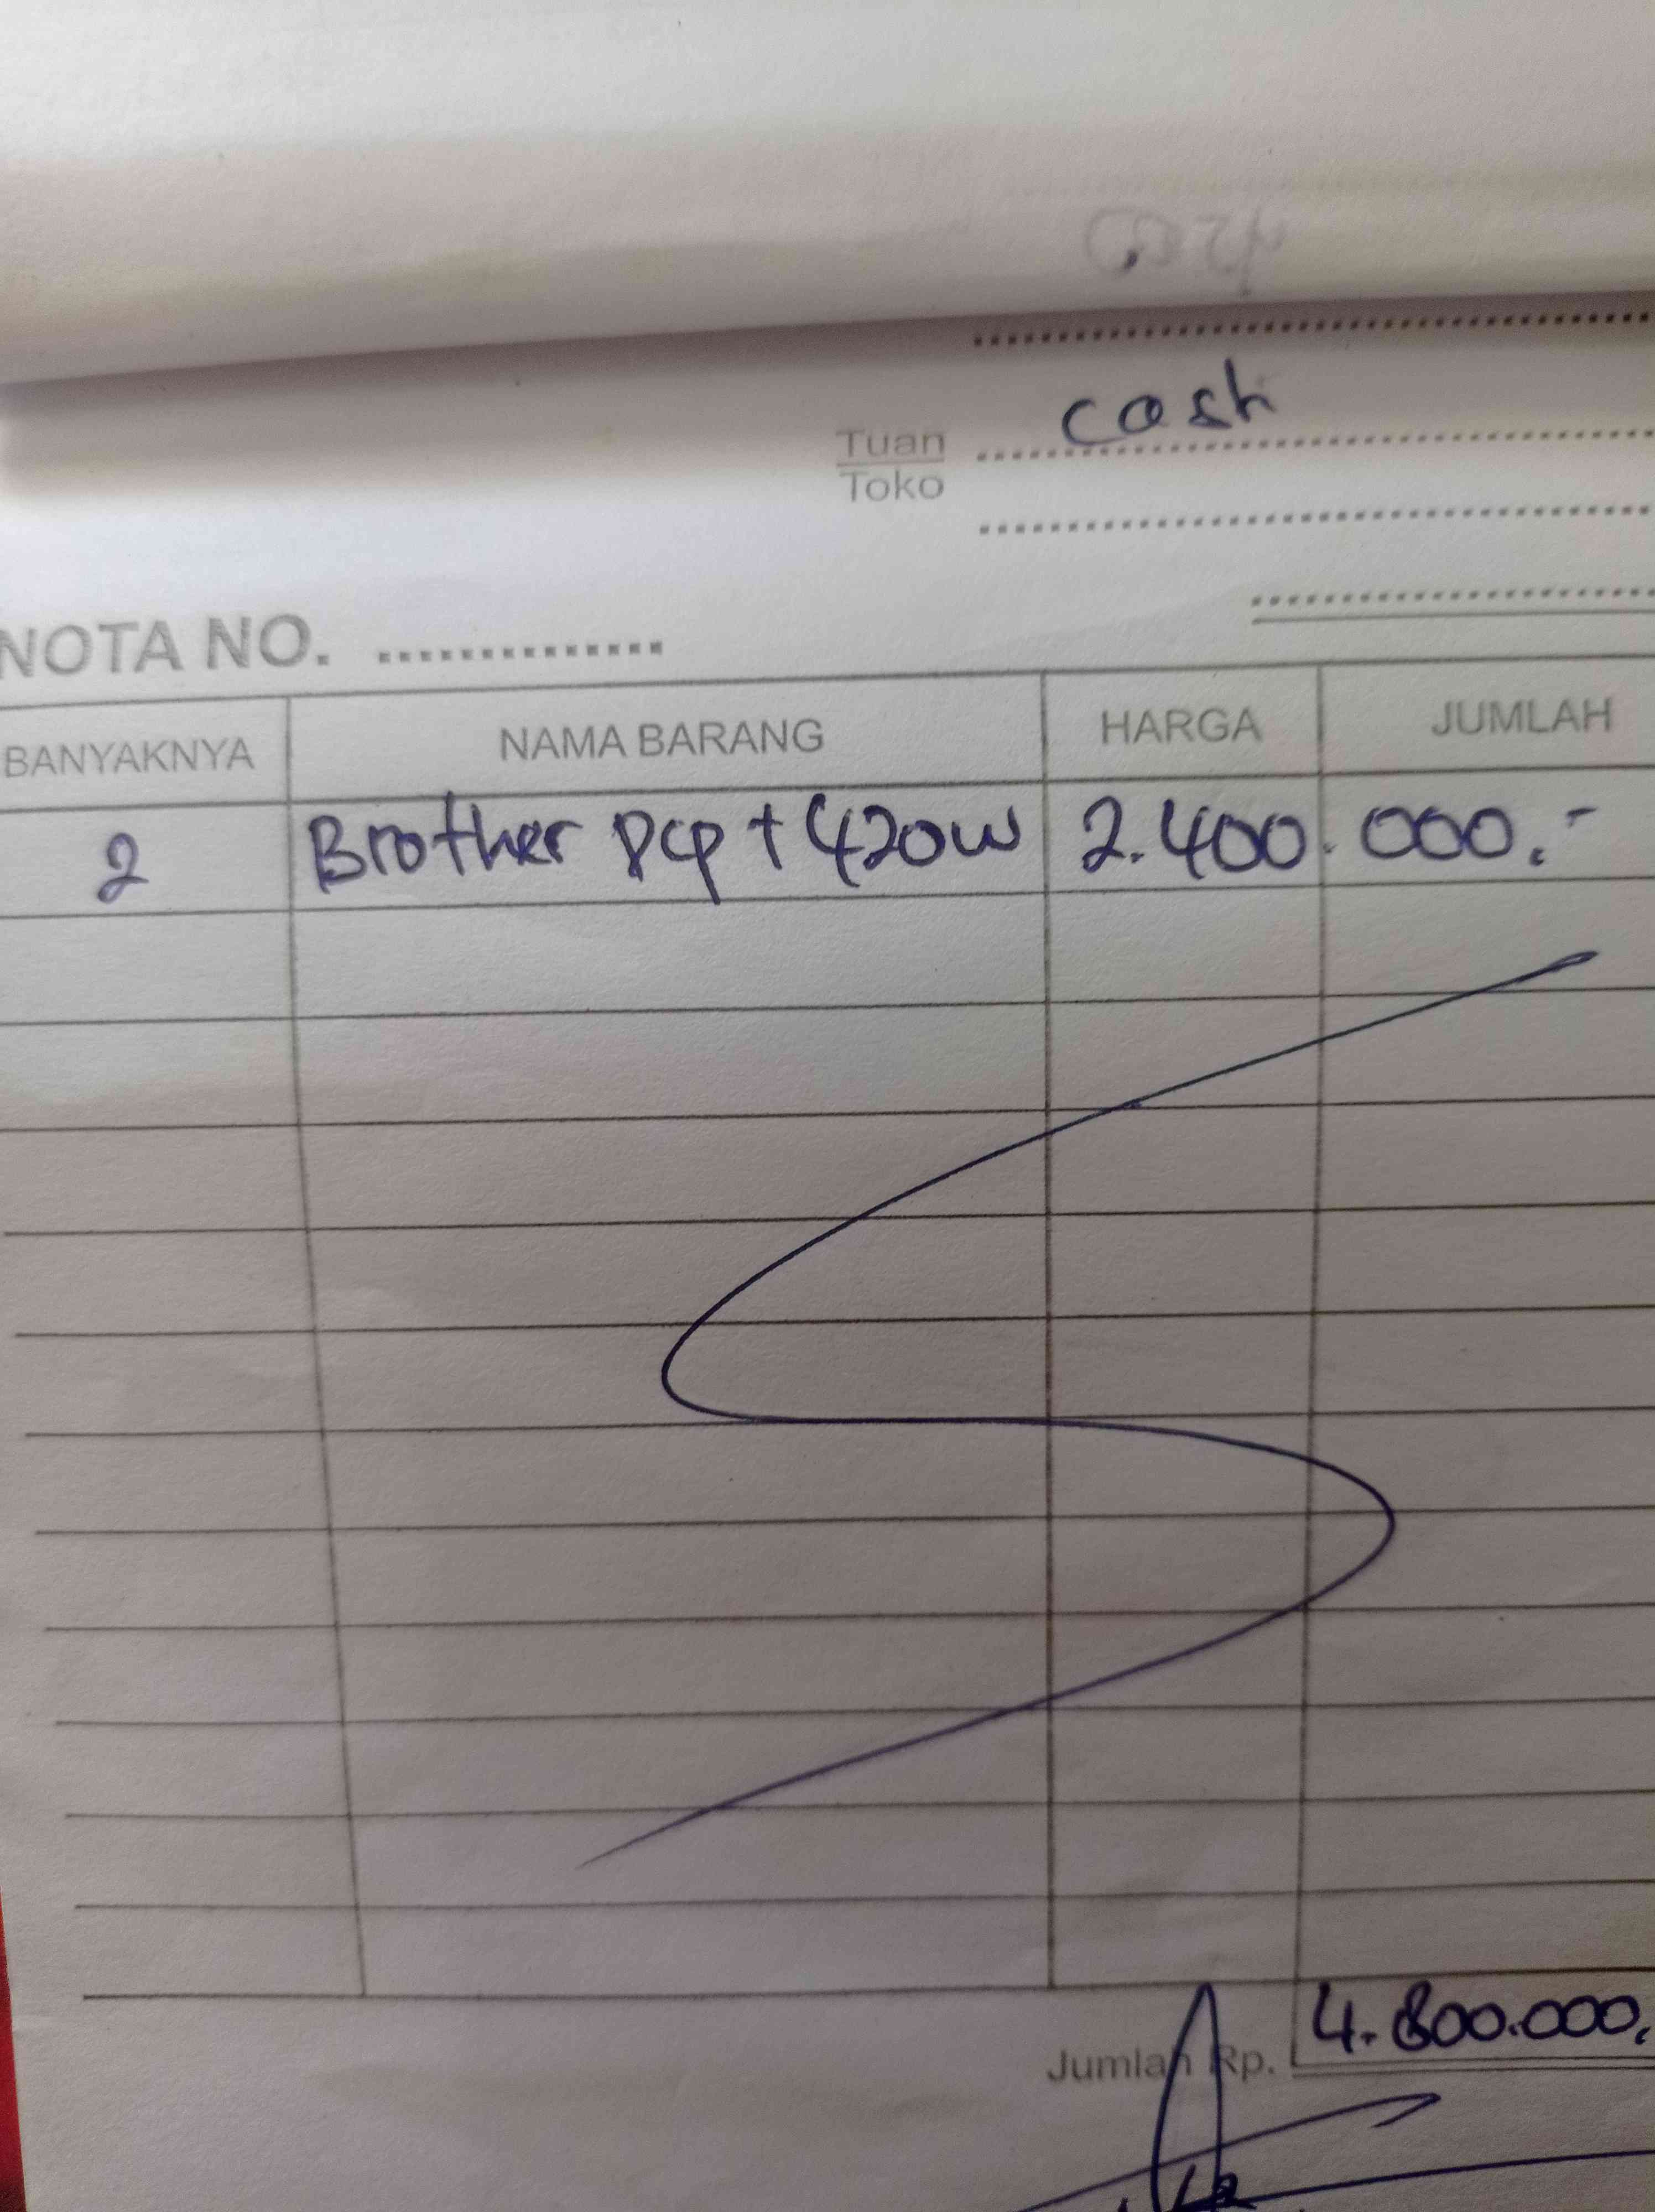 cash
Tuan
Toko
NOTA NO.
BANYAKNYA NAMA BARANG HARGA JUMLAH
2 Brother Dcp t 420w 2.400.000.-
Jumlah Rp. 4.800.000.